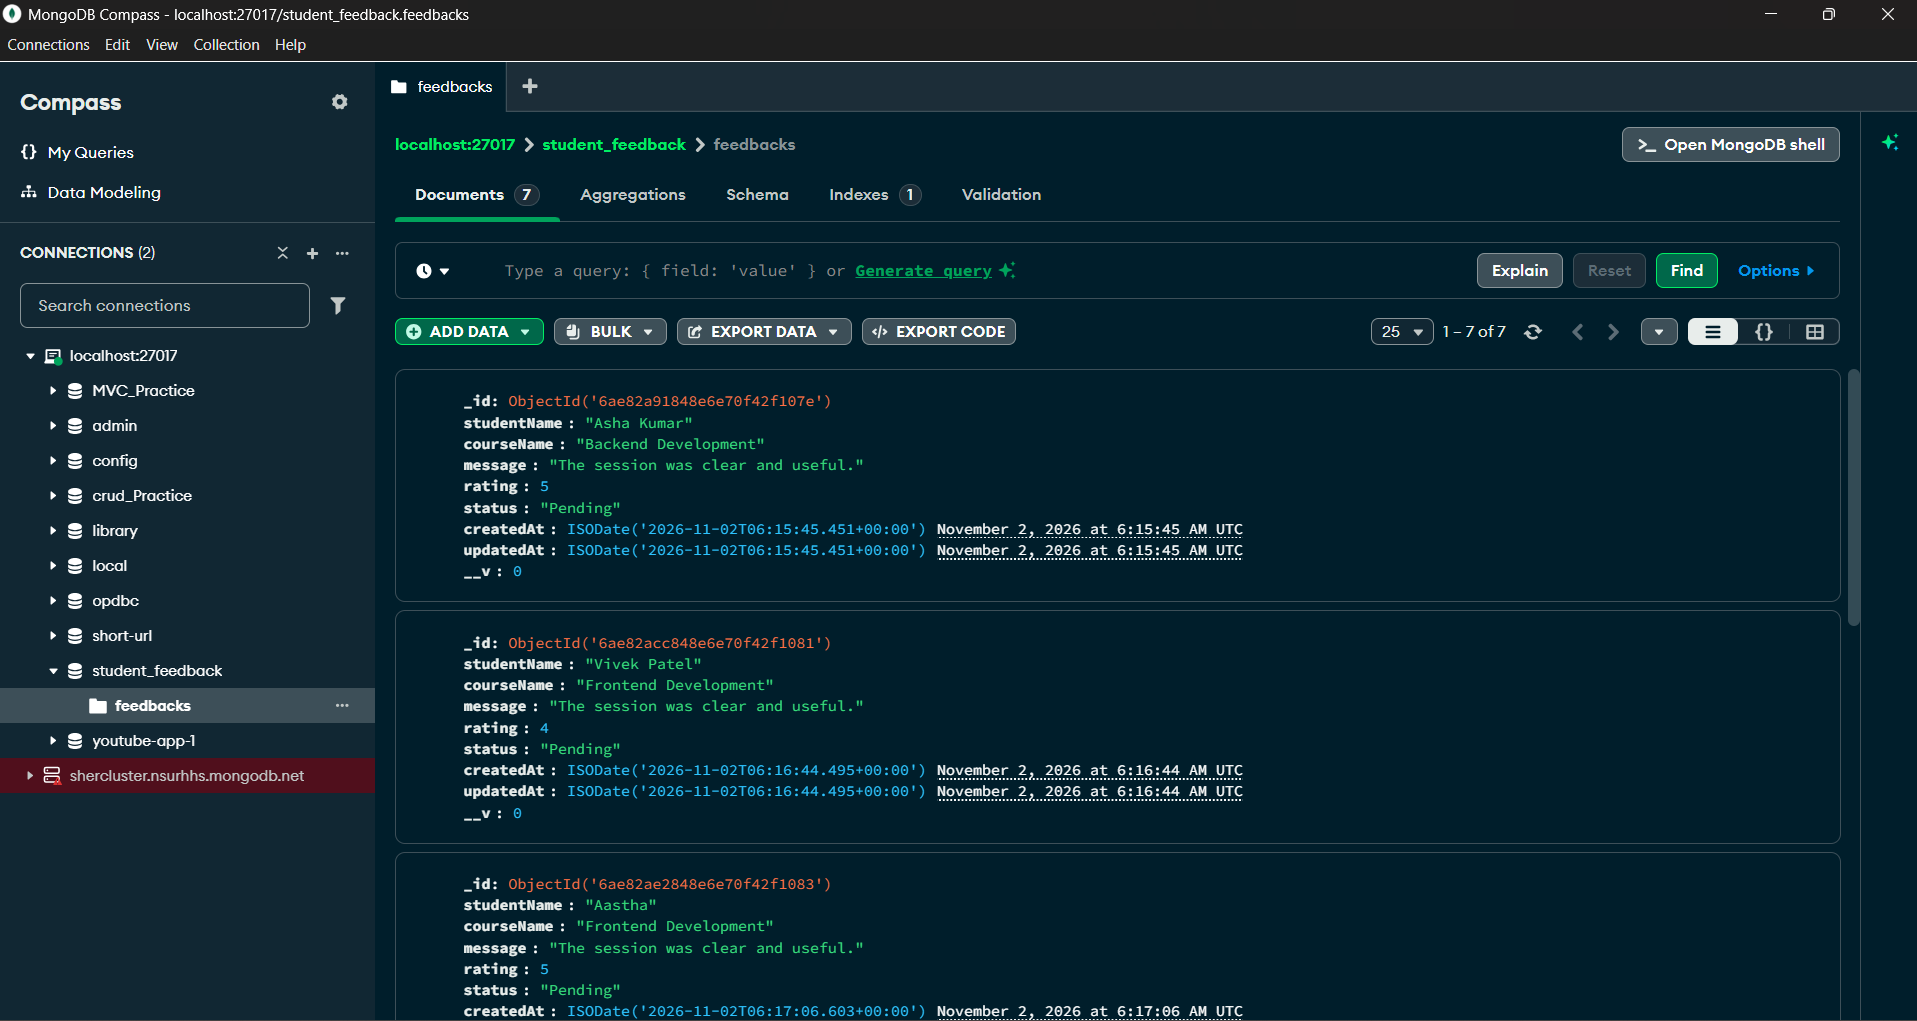 MongoDB Compass - localhost:27017/student_feedback.feedbacks
Connections Edit View Collection Help
Compass
My Queries
Data Modeling
CONNECTIONS (2)
Search connections
localhost:27017
MVC_Practice
admin
config
crud_Practice
library
local
opdbc
short-url
student_feedback
feedbacks
youtube-app-1
shercluster.nsurhhs.mongodb.net
feedbacks
localhost:27017 > student_feedback > feedbacks
>_ Open MongoDB shell
Documents 7 Aggregations Schema Indexes 1 Validation
Type a query: { field: 'value' } or Generate query
Explain Reset Find Options
ADD DATA BULK EXPORT DATA EXPORT CODE
25 1 – 7 of 7
_id: ObjectId('6ae82a91848e6e70f42f107e')
studentName : "Asha Kumar"
courseName : "Backend Development"
message : "The session was clear and useful."
rating : 5
status : "Pending"
createdAt : ISODate('2026-11-02T06:15:45.451+00:00') November 2, 2026 at 6:15:45 AM UTC
updatedAt : ISODate('2026-11-02T06:15:45.451+00:00') November 2, 2026 at 6:15:45 AM UTC
__v : 0
_id: ObjectId('6ae82acc848e6e70f42f1081')
studentName : "Vivek Patel"
courseName : "Frontend Development"
message : "The session was clear and useful."
rating : 4
status : "Pending"
createdAt : ISODate('2026-11-02T06:16:44.495+00:00') November 2, 2026 at 6:16:44 AM UTC
updatedAt : ISODate('2026-11-02T06:16:44.495+00:00') November 2, 2026 at 6:16:44 AM UTC
__v : 0
_id: ObjectId('6ae82ae2848e6e70f42f1083')
studentName : "Aastha"
courseName : "Frontend Development"
message : "The session was clear and useful."
rating : 5
status : "Pending"
createdAt : ISODate('2026-11-02T06:17:06.603+00:00') November 2, 2026 at 6:17:06 AM UTC